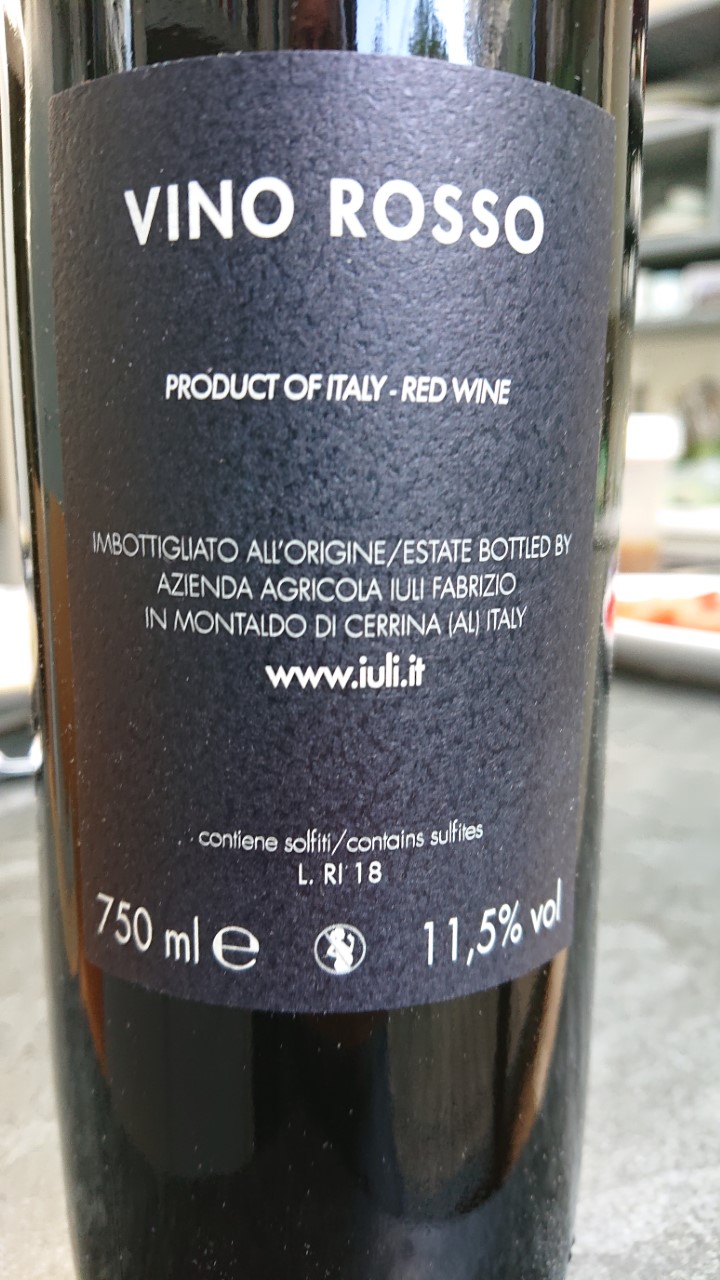 VINO ROSSO
PRODUCT OF ITALY - RED WINE
IMBOTTIGLIATO ALL'ORIGINE/ESTATE BOTTLED BY
AZIENDA AGRICOLA IULI FABRIZIO
IN MONTALDO DI CERRINA (AL) ITALY
www.iuli.it
contiene solfiti/contains sulfites
L. RI 18
750 ml e 11,5% vol